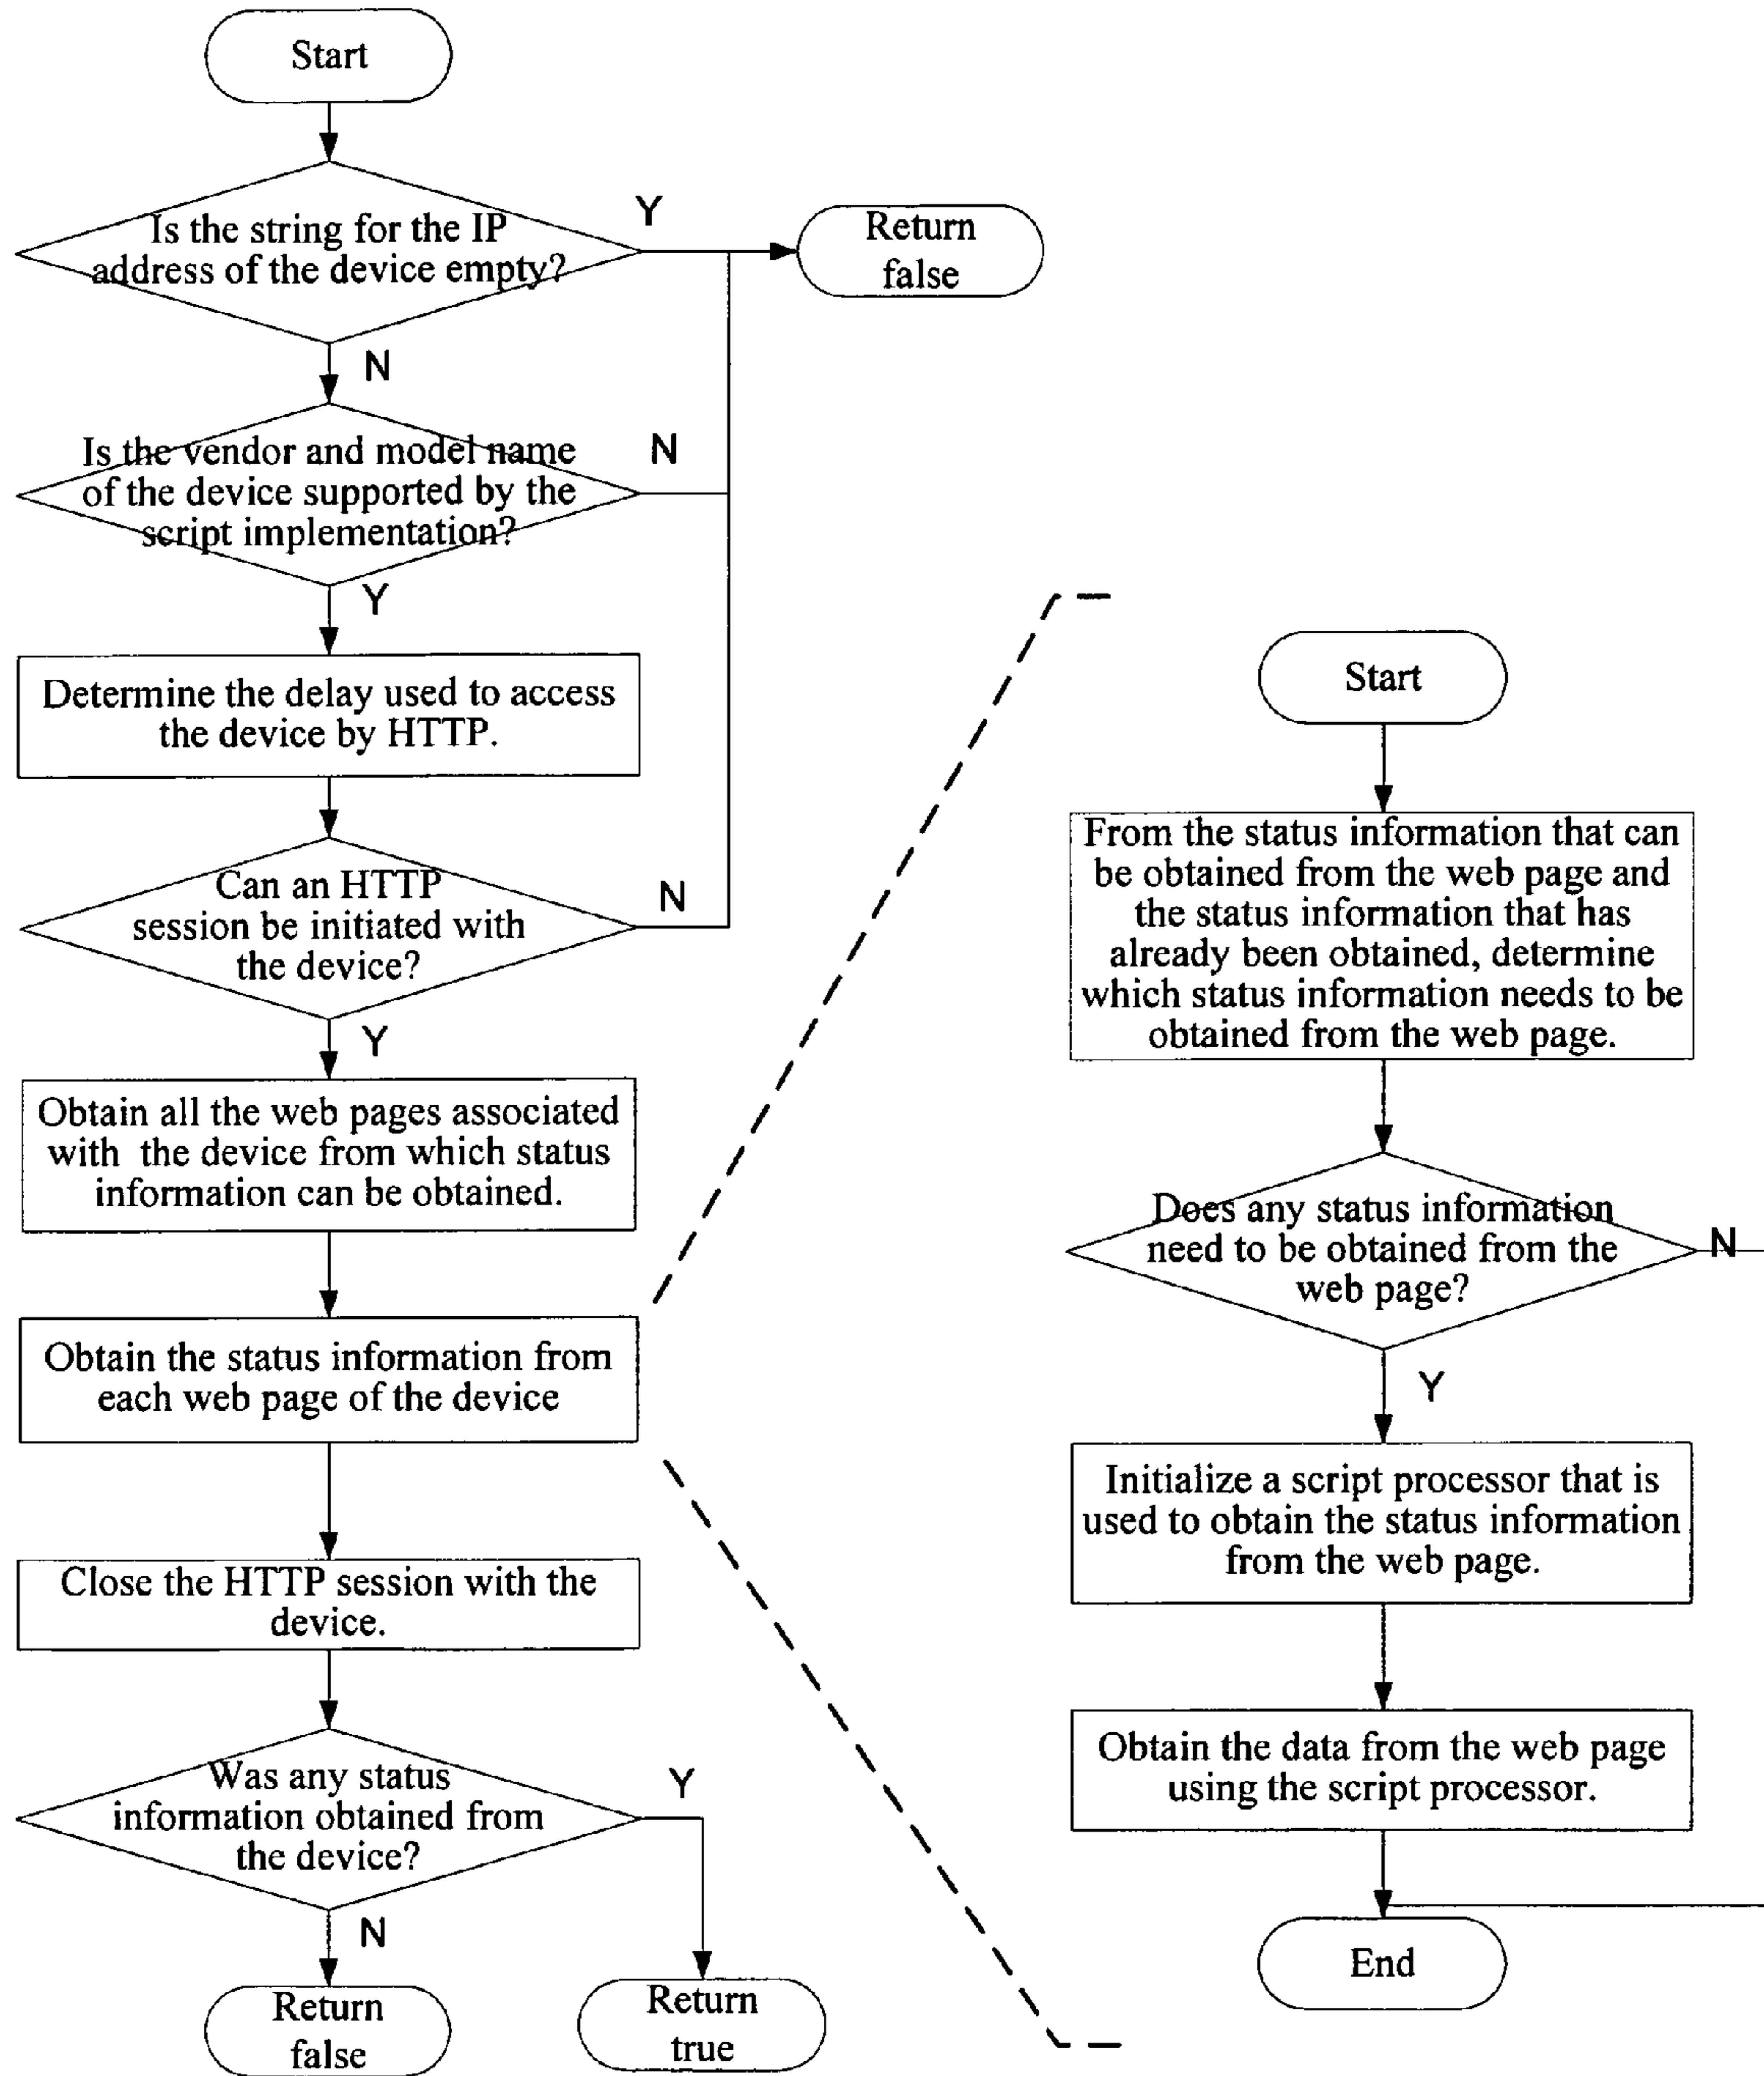 Start
Is the string for the IP
address of the device empty?
Y
Return
false
N
Is the vendor and model name
of the device supported by the
script implementation?
N
Y
Determine the delay used to access
the device by HTTP.
Can an HTTP
session be initiated with
the device?
N
Y
Obtain all the web pages associated
with the device from which status
information can be obtained.
Obtain the status information from
each web page of the device
Close the HTTP session with the
device.
Was any status
information obtained from
the device?
Y
N
Return
false
Return
true
Start
From the status information that can
be obtained from the web page and
the status information that has
already been obtained, determine
which status information needs to be
obtained from the web page.
Does any status information
need to be obtained from the
web page?
N
Y
Initialize a script processor that is
used to obtain the status information
from the web page.
Obtain the data from the web page
using the script processor.
End